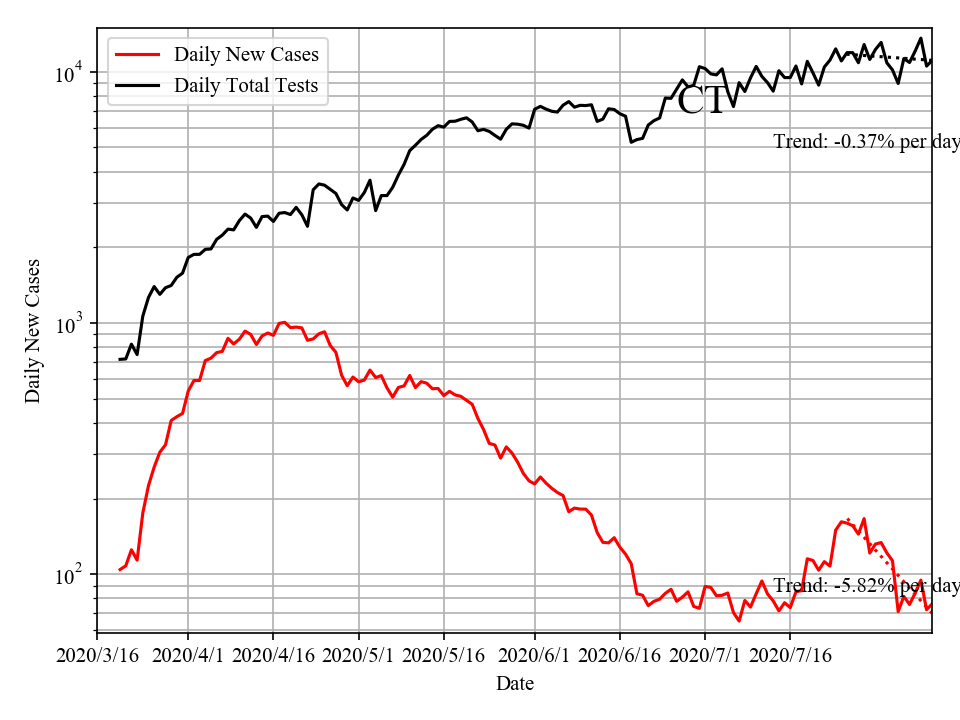 Daily New Cases
Daily Total Tests
CT
Trend: -0.37% per day
Trend: -5.82% per day
10^4
10^3
10^2
Daily New Cases
2020/3/16 2020/4/1 2020/4/16 2020/5/1 2020/5/16 2020/6/1 2020/6/16 2020/7/1 2020/7/16
Date